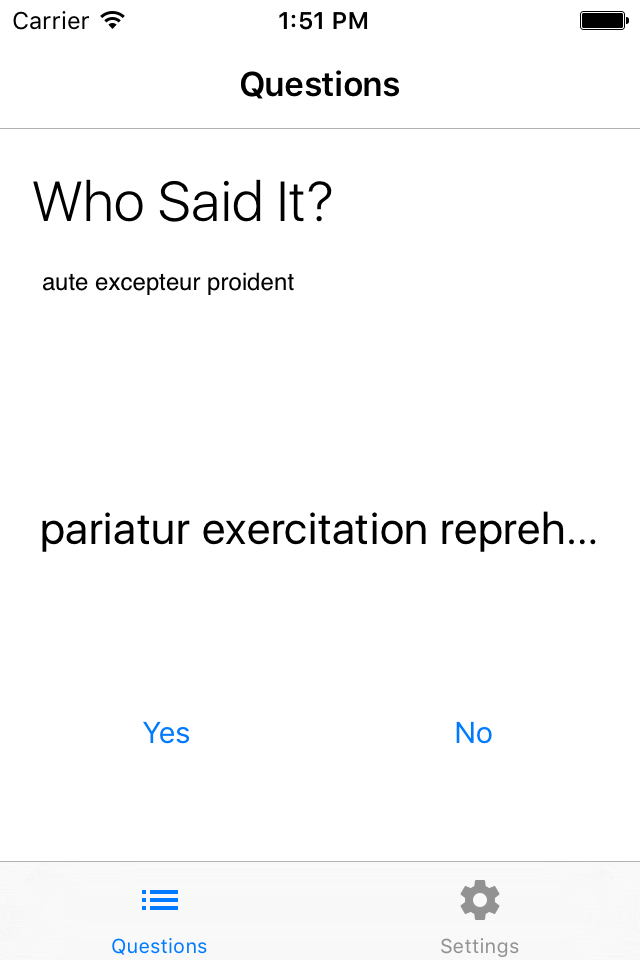 Carrier 1:51 PM
Questions
Who Said It?
aute excepteur proident
pariatur exercitation repreh...
Yes No
Questions Settings